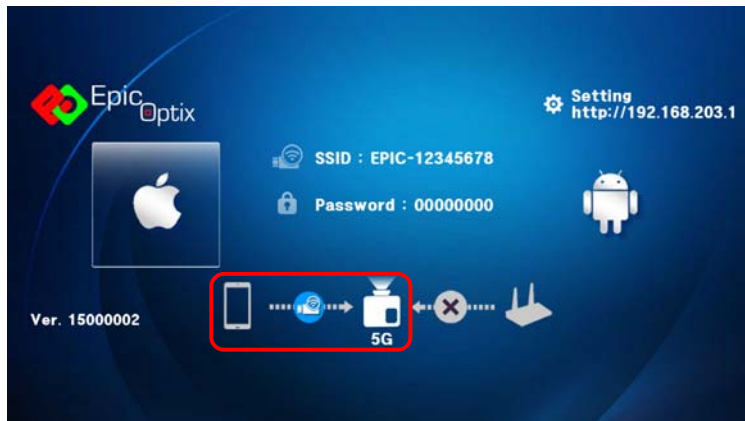 Epic
Optix
Setting
http://192.168.203.1
SSID : EPIC-12345678
Password : 00000000
Ver. 15000002
5G